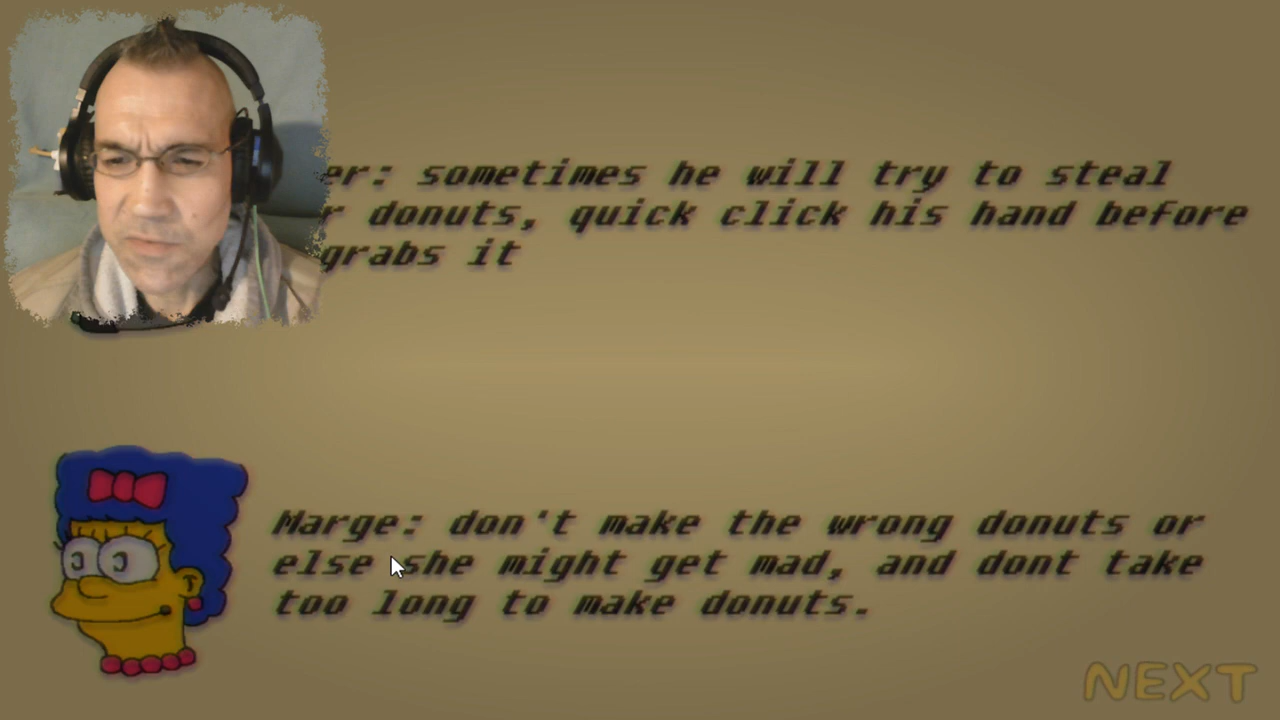 er: sometimes he will try to steal
r donuts, quick click his hand before
grabs it
Marge: don't make the wrong donuts or
else she might get mad, and dont take
too long to make donuts.
NEXT